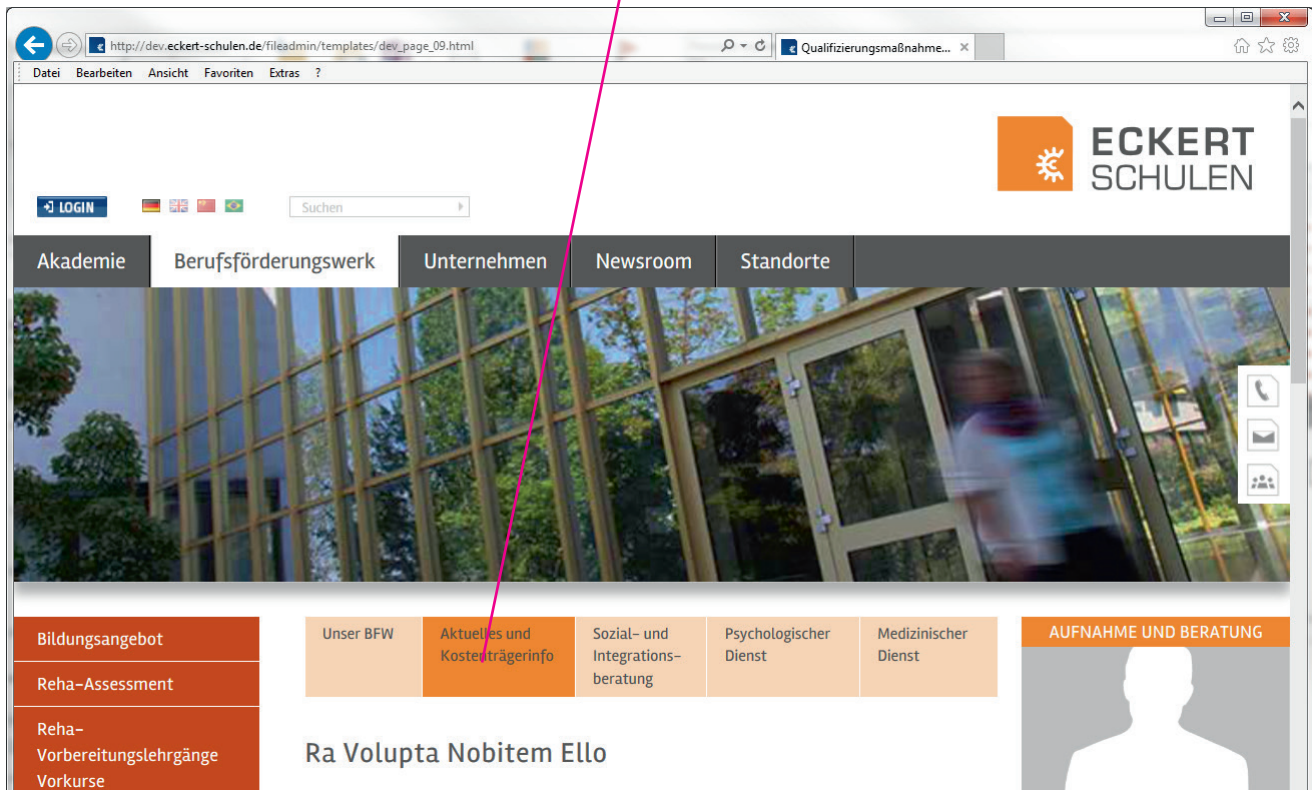 http://dev.eckert-schulen.de/fileadmin/templates/dev_page_09.html
Qualifizierungsmaßnahme...
Datei Bearbeiten Ansicht Favoriten Extras ?
ECKERT
SCHULEN
LOGIN
Suchen
Akademie Berufsförderungswerk Unternehmen Newsroom Standorte
Bildungsangebot
Reha-Assessment
Reha-
Vorbereitungslehrgänge
Vorkurse
Unser BFW
Aktuelles und
Kostenträgerinfo
Sozial- und
Integrations-
beratung
Psychologischer
Dienst
Medizinischer
Dienst
Ra Volupta Nobitem Ello
AUFNAHME UND BERATUNG